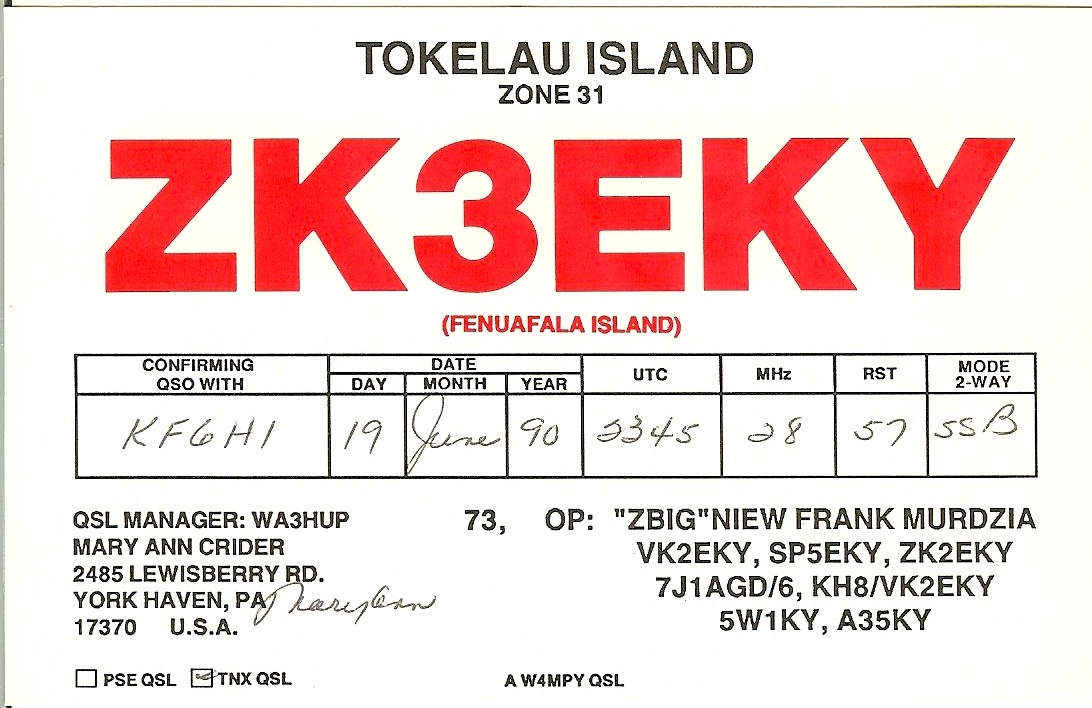 TOKELAU ISLAND
ZONE 31
ZK3EKY
(FENUAFALA ISLAND)
CONFIRMING QSO WITH DATE DAY MONTH YEAR UTC MHz RST MODE 2-WAY
KF6HI 19 June 90 2345 28 57 SSB
QSL MANAGER: WA3HUP
MARY ANN CRIDER
2485 LEWISBERRY RD.
YORK HAVEN, PA MaryAnn
17370 U.S.A.
73, OP: "ZBIG"NIEW FRANK MURDZIA
VK2EKY, SP5EKY, ZK2EKY
7J1AGD/6, KH8/VK2EKY
5W1KY, A35KY
PSE QSL TNX QSL
A W4MPY QSL